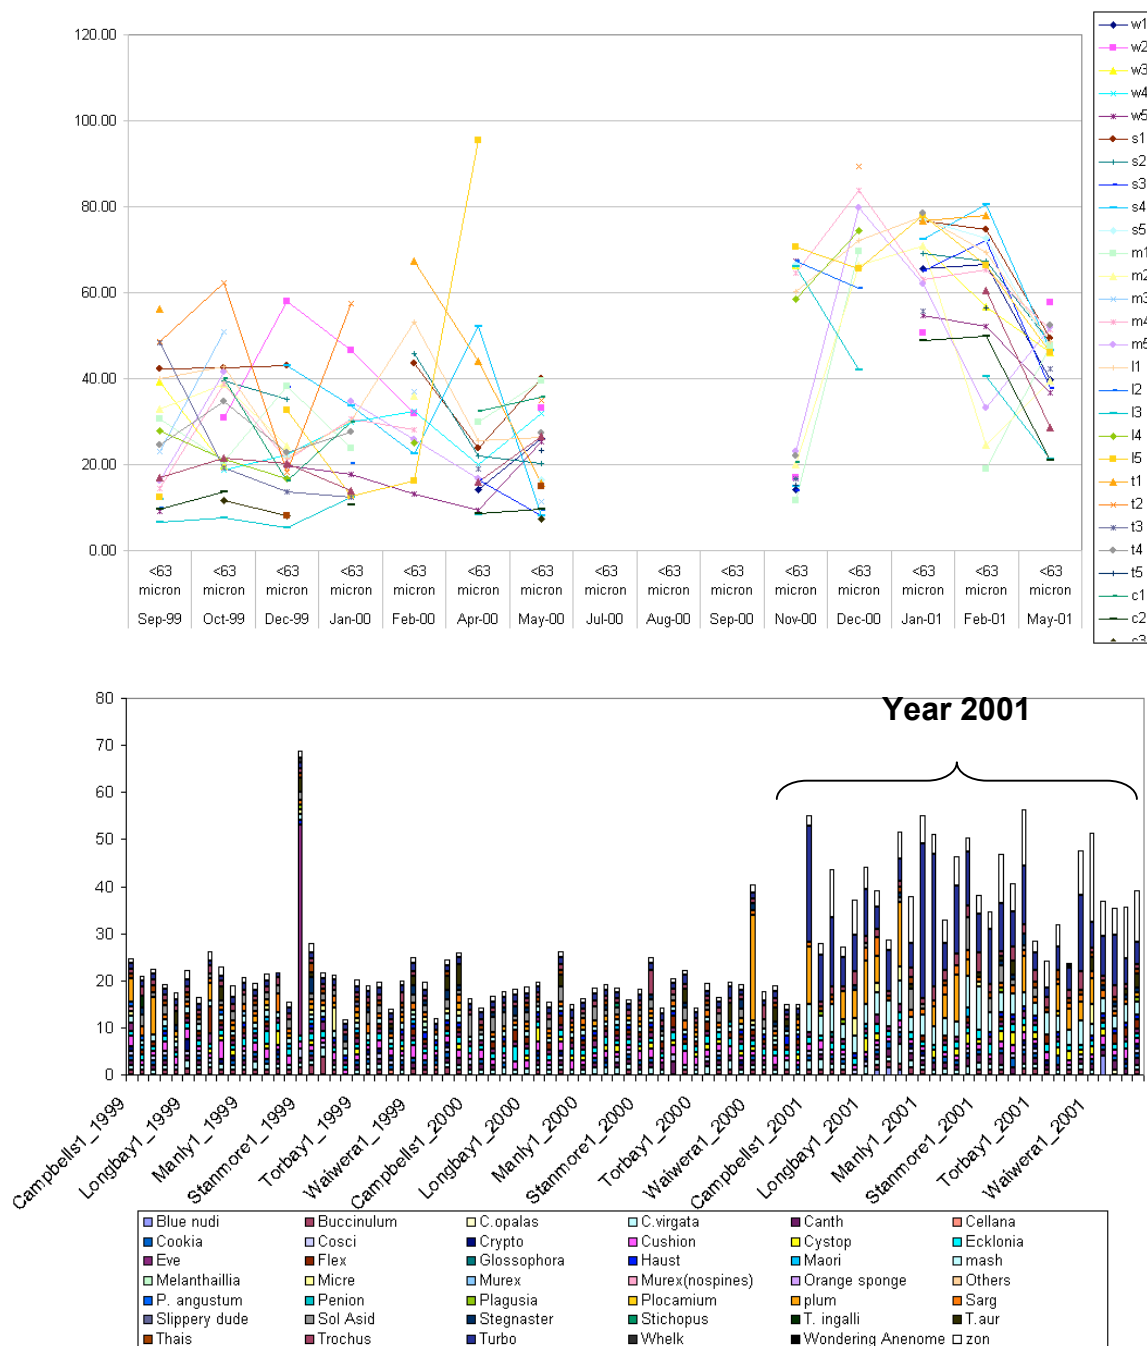 120.00
100.00
80.00
60.00
40.00
20.00
0.00
<63 <63 <63 <63 <63 <63 <63 <63 <63 <63 <63 <63 <63 <63 <63
micron micron micron micron micron micron micron micron micron micron micron micron micron micron micron
Sep-99 Oct-99 Dec-99 Jan-00 Feb-00 Apr-00 May-00 Jul-00 Aug-00 Sep-00 Nov-00 Dec-00 Jan-01 Feb-01 May-01
w1
w2
w3
w4
w5
s1
s2
s3
s4
s5
m1
m2
m3
m4
m5
l1
l2
l3
l4
l5
t1
t2
t3
t4
t5
c1
c2
c3
Year 2001
80
70
60
50
40
30
20
10
0
Campbells1_1999
Longbay1_1999
Manly1_1999
Stanmore1_1999
Torbay1_1999
Waiwera1_1999
Campbells1_2000
Longbay1_2000
Manly1_2000
Stanmore1_2000
Torbay1_2000
Waiwera1_2000
Campbells1_2001
Longbay1_2001
Manly1_2001
Stanmore1_2001
Torbay1_2001
Waiwera1_2001
Blue nudi Buccinulum C.opalas C.virgata Canth Cellana
Cookia Cosci Crypto Cushion Cystop Ecklonia
Eve Flex Glossophora Haust Maori mash
Melanthaillia Micre Murex Murex(nospines) Orange sponge Others
P. angustum Penion Plagusia Plocamium plum Sarg
Slippery dude Sol Asid Stegnaster Stichopus T. ingalli T.aur
Thais Trochus Turbo Whelk Wondering Anenome zon